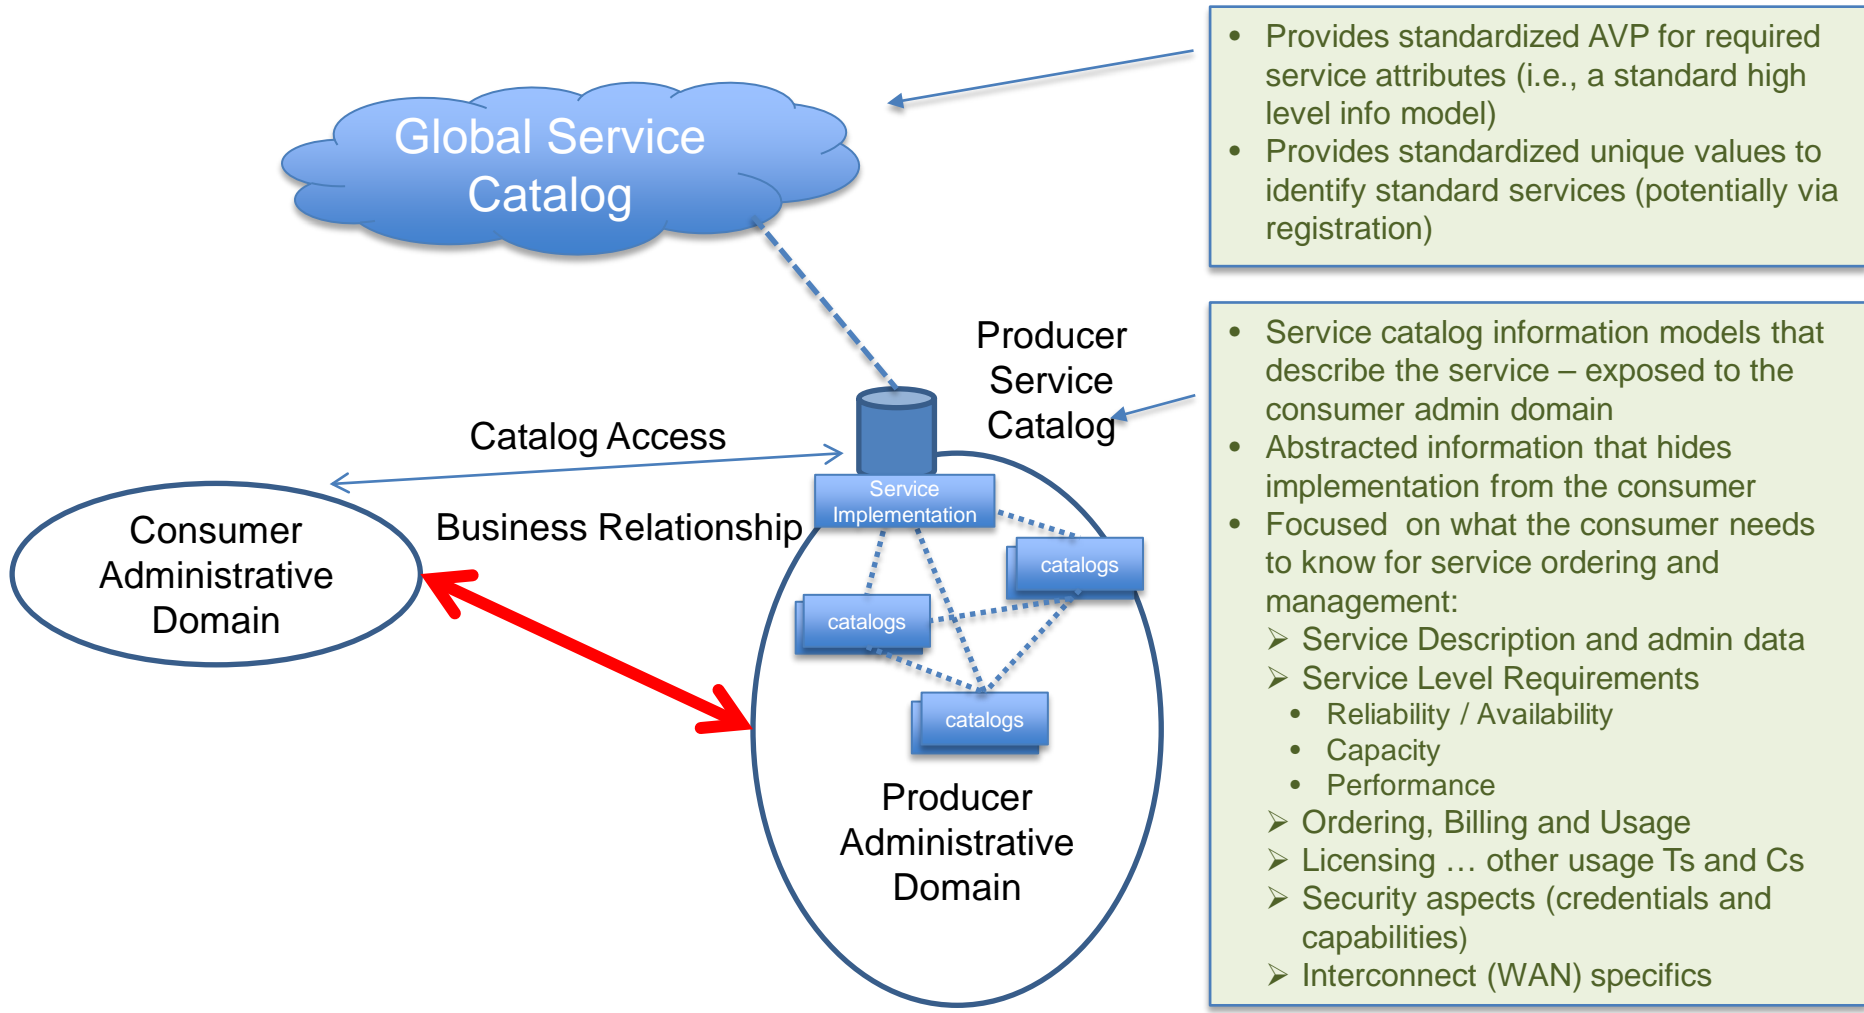 Global Service
Catalog
• Provides standardized AVP for required
service attributes (i.e., a standard high
level info model)
• Provides standardized unique values to
identify standard services (potentially via
registration)
Producer
Service
Catalog
Catalog Access
Business Relationship
Consumer
Administrative
Domain
Service
Implementation
catalogs
catalogs
catalogs
Producer
Administrative
Domain
• Service catalog information models that
describe the service – exposed to the
consumer admin domain
• Abstracted information that hides
implementation from the consumer
• Focused on what the consumer needs
to know for service ordering and
management:
➢ Service Description and admin data
➢ Service Level Requirements
• Reliability / Availability
• Capacity
• Performance
➢ Ordering, Billing and Usage
➢ Licensing … other usage Ts and Cs
➢ Security aspects (credentials and
capabilities)
➢ Interconnect (WAN) specifics